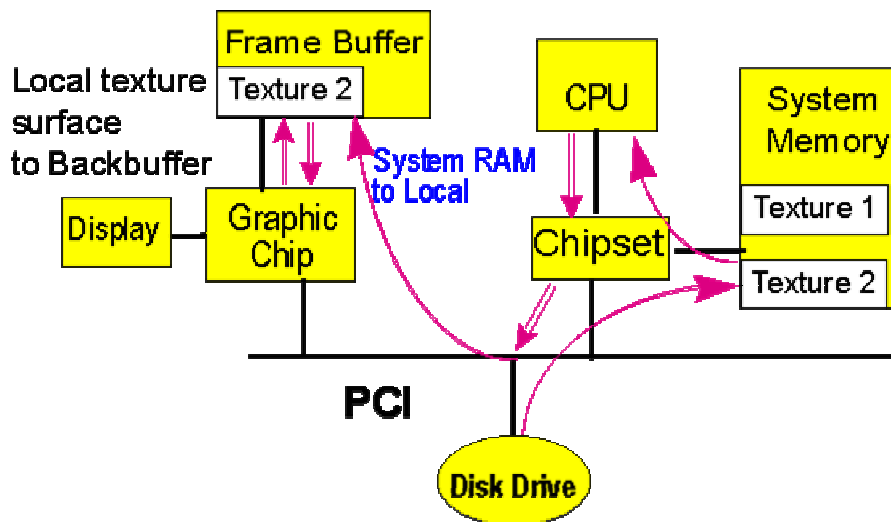 Frame Buffer
Texture 2
Local texture
surface
to Backbuffer
System RAM
to Local
CPU
System
Memory
Texture 1
Texture 2
Display
Graphic
Chip
Chipset
PCI
Disk Drive